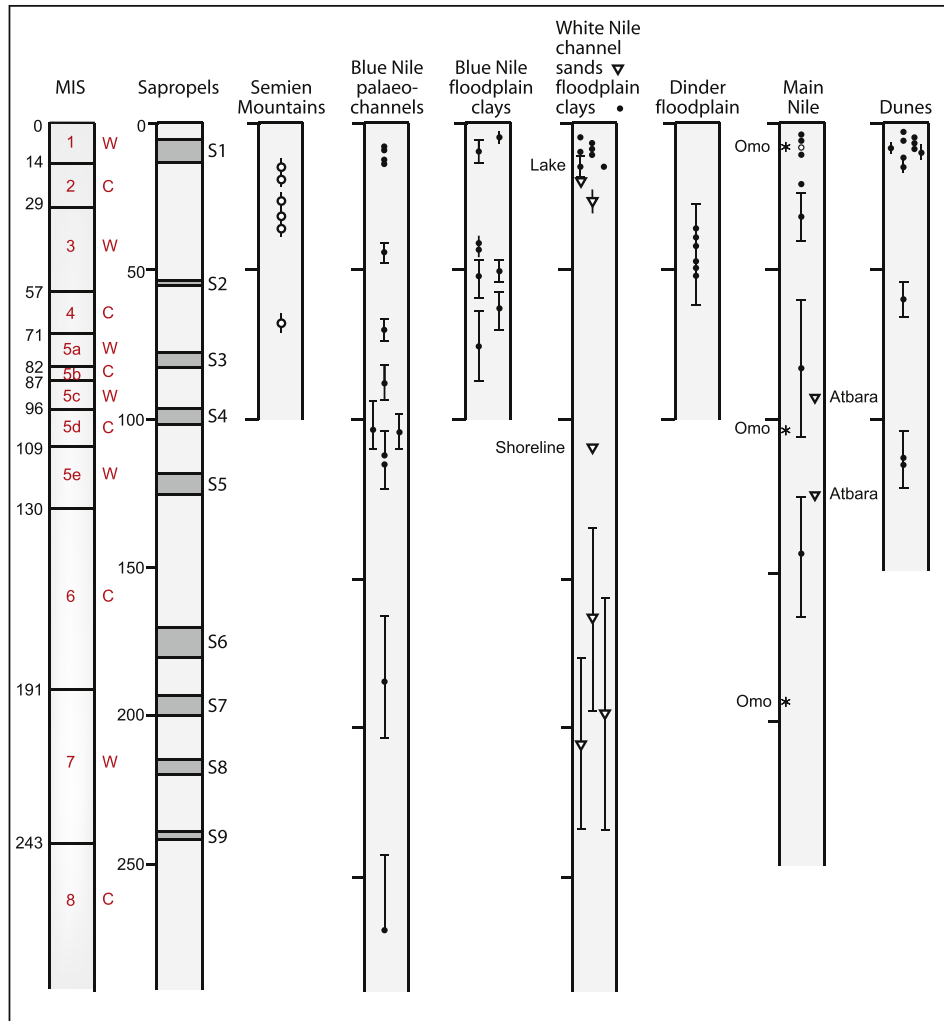 MIS
Sapropels
Semien
Mountains
Blue Nile
palaeo-
channels
Blue Nile
floodplain
clays
White Nile
channel
sands ▽
floodplain
clays •
Dinder
floodplain
Main
Nile
Dunes
0
14
29
57
71
82
87
96
109
130
191
243
1 W
2 C
3 W
4 C
5a W
5b C
5c W
5d C
5e W
6 C
7 W
8 C
0
50
100
150
200
250
S1
S2
S3
S4
S5
S6
S7
S8
S9
Lake
Shoreline
Omo *
Omo *
Omo *
Atbara
Atbara